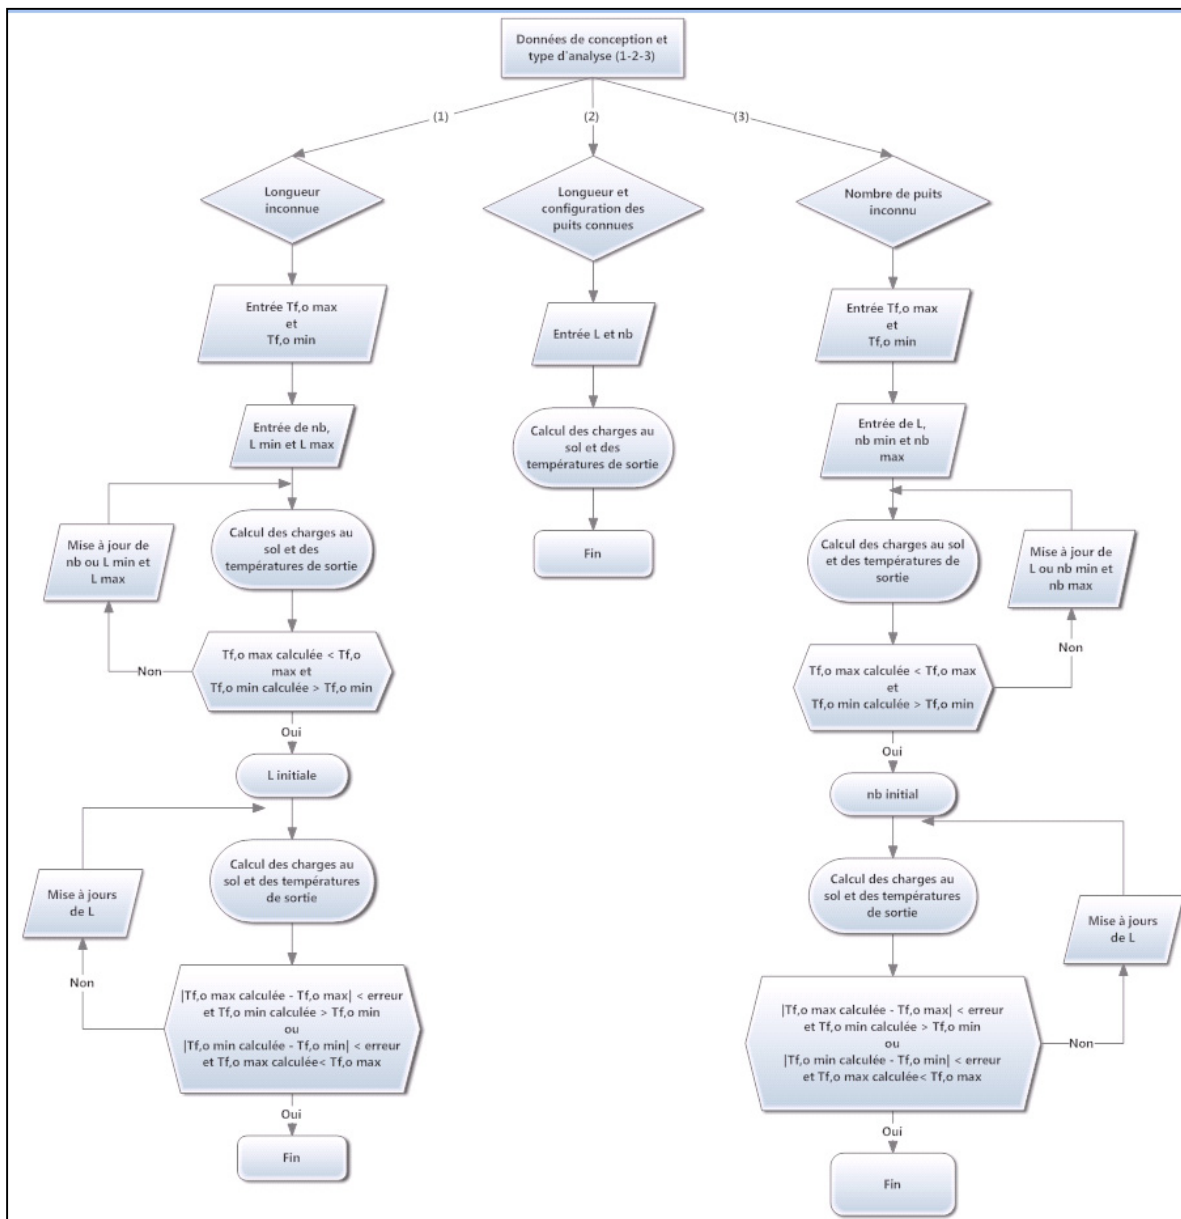 Données de conception et
type d'analyse (1-2-3)
(1)
(2)
(3)
Longueur
inconnue
Longueur et
configuration des
puits connues
Nombre de puits
inconnu
Entrée Tf,o max
et
Tf,o min
Entrée L et nb
Entrée Tf,o max
et
Tf,o min
Entrée de nb,
L min et L max
Calcul des charges au
sol et des
températures de sortie
Entrée de L,
nb min et nb
max
Mise à jour de
nb ou L min et
L max
Calcul des charges au
sol et des
températures de sortie
Fin
Calcul des charges au sol
et des températures de
sortie
Mise à jour de
L ou nb min et
nb max
Tf,o max calculée < Tf,o
max et
Tf,o min calculée > Tf,o min
Non
Tf,o max calculée < Tf,o max
et
Tf,o min calculée > Tf,o min
Non
Oui
Oui
L initiale
nb initial
Calcul des charges au
sol et des températures
de sortie
Mise à jours
de L
Calcul des charges au
sol et des températures
de sortie
Mise à jours
de L
Non
|Tf,o max calculée - Tf,o max| < erreur
et Tf,o min calculée > Tf,o min
ou
|Tf,o min calculée - Tf,o min| < erreur
et Tf,o max calculée< Tf,o max
|Tf,o max calculée - Tf,o max| < erreur
et Tf,o min calculée > Tf,o min
ou
|Tf,o min calculée - Tf,o min| < erreur
et Tf,o max calculée< Tf,o max
Non
Oui
Oui
Fin
Fin